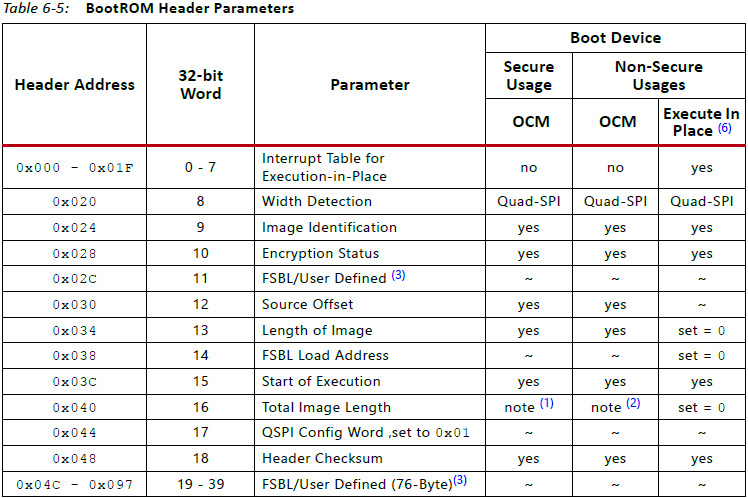 Table 6-5: BootROM Header Parameters
Header Address 32-bit Word Parameter Boot Device
Secure Usage Non-Secure Usages
OCM OCM Execute In Place (6)
0x000 - 0x01F 0 - 7 Interrupt Table for Execution-in-Place no no yes
0x020 8 Width Detection Quad-SPI Quad-SPI Quad-SPI
0x024 9 Image Identification yes yes yes
0x028 10 Encryption Status yes yes yes
0x02C 11 FSBL/User Defined (3) ~ ~ ~
0x030 12 Source Offset yes yes ~
0x034 13 Length of Image yes yes set = 0
0x038 14 FSBL Load Address ~ ~ set = 0
0x03C 15 Start of Execution yes yes yes
0x040 16 Total Image Length note (1) note (2) set = 0
0x044 17 QSPI Config Word ,set to 0x01 ~ ~ ~
0x048 18 Header Checksum yes yes yes
0x04C - 0x097 19 - 39 FSBL/User Defined (76-Byte)(3) ~ ~ ~